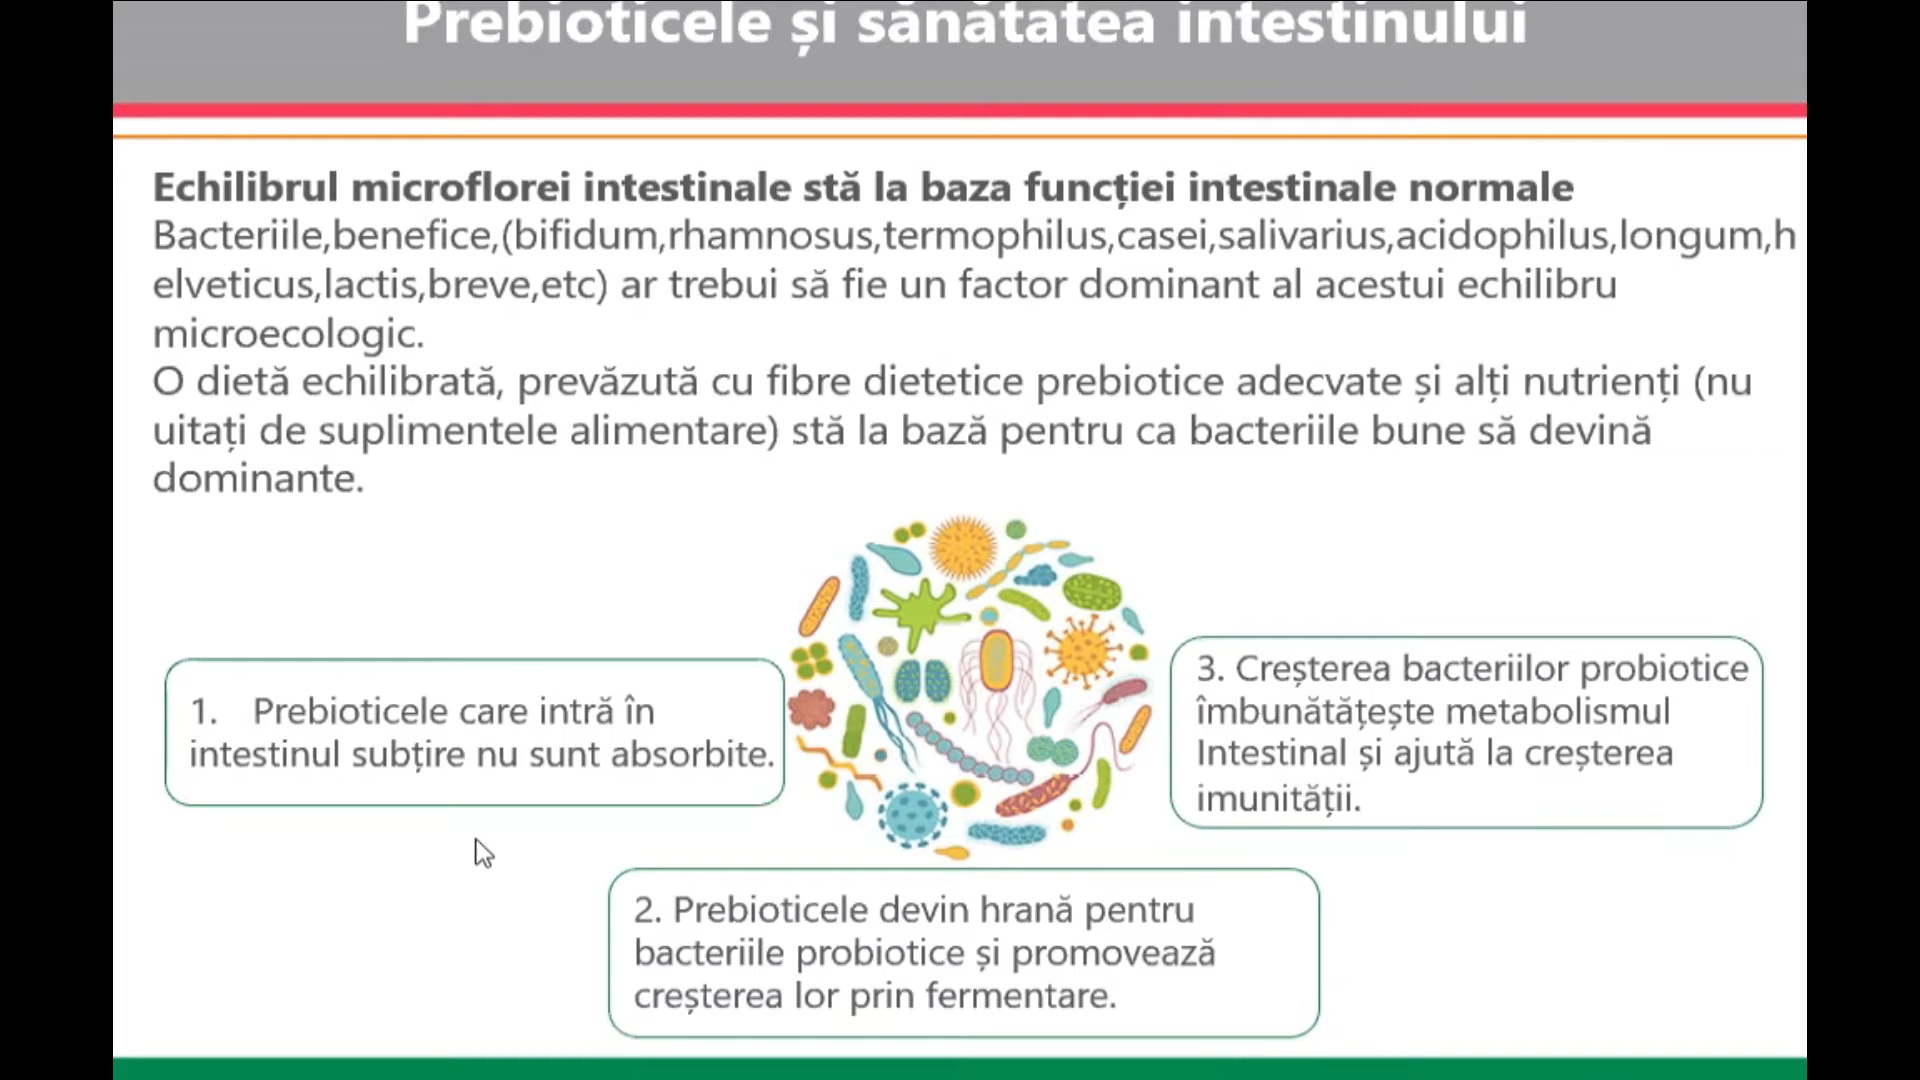 Prebioticele și sănătatea intestinului
Echilibrul microflorei intestinale stă la baza funcției intestinale normale
Bacteriile,benefice,(bifidum,rhamnosus,termophilus,casei,salivarius,acidophilus,longum,h
elveticus,lactis,breve,etc) ar trebui să fie un factor dominant al acestui echilibru
microecologic.
O dietă echilibrată, prevăzută cu fibre dietetice prebiotice adecvate și alți nutrienți (nu
uitați de suplimentele alimentare) stă la bază pentru ca bacteriile bune să devină
dominante.
1. Prebioticele care intră în
intestinul subțire nu sunt absorbite.
2. Prebioticele devin hrană pentru
bacteriile probiotice și promovează
creșterea lor prin fermentare.
3. Creșterea bacteriilor probiotice
îmbunătățește metabolismul
Intestinal și ajută la creșterea
imunității.